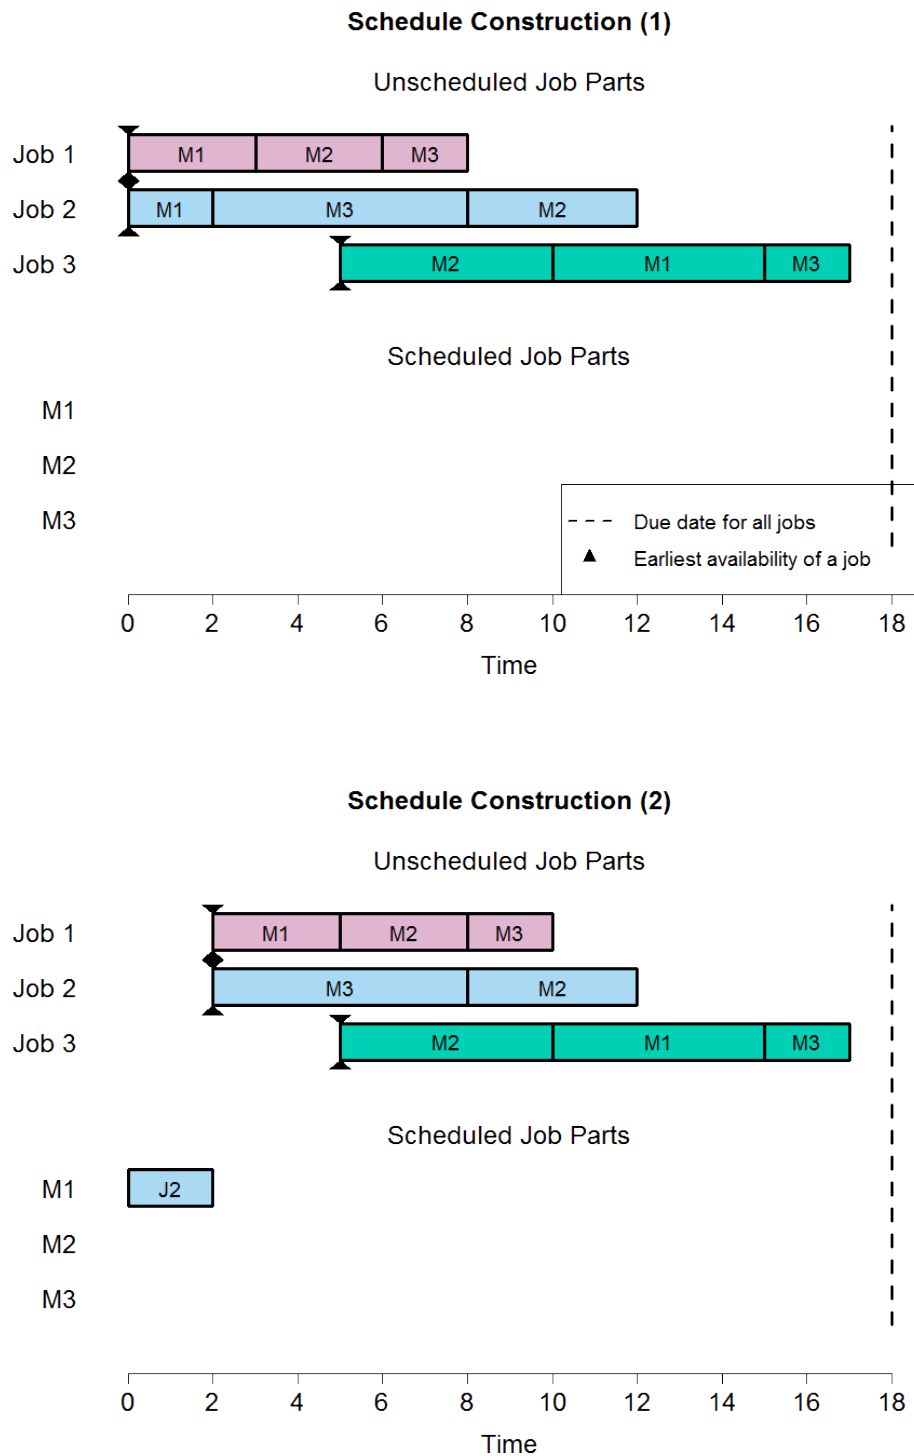 Schedule Construction (1)
Unscheduled Job Parts
Job 1 M1 M2 M3
Job 2 M1 M3 M2
Job 3 M2 M1 M3
Scheduled Job Parts
M1
M2
M3
Due date for all jobs
Earliest availability of a job
0 2 4 6 8 10 12 14 16 18
Time
Schedule Construction (2)
Unscheduled Job Parts
Job 1 M1 M2 M3
Job 2 M3 M2
Job 3 M2 M1 M3
Scheduled Job Parts
M1 J2
M2
M3
0 2 4 6 8 10 12 14 16 18
Time